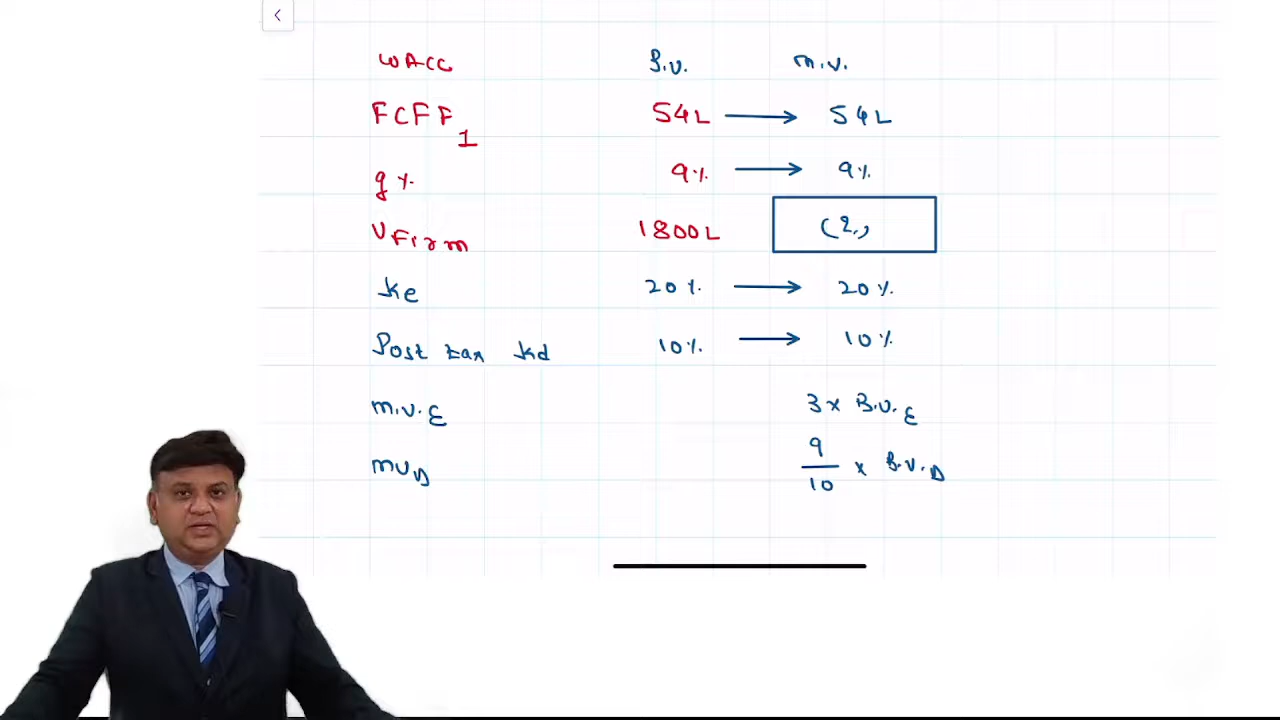 WACC B.V. M.V.
FCFF1 54L → 54L
g% 9% → 9%
VFirm 1800L (?)
Ke 20% → 20%
Post tax Kd 10% → 10%
M.V.E 3 x B.V.E
MVD 9/10 x B.V.D